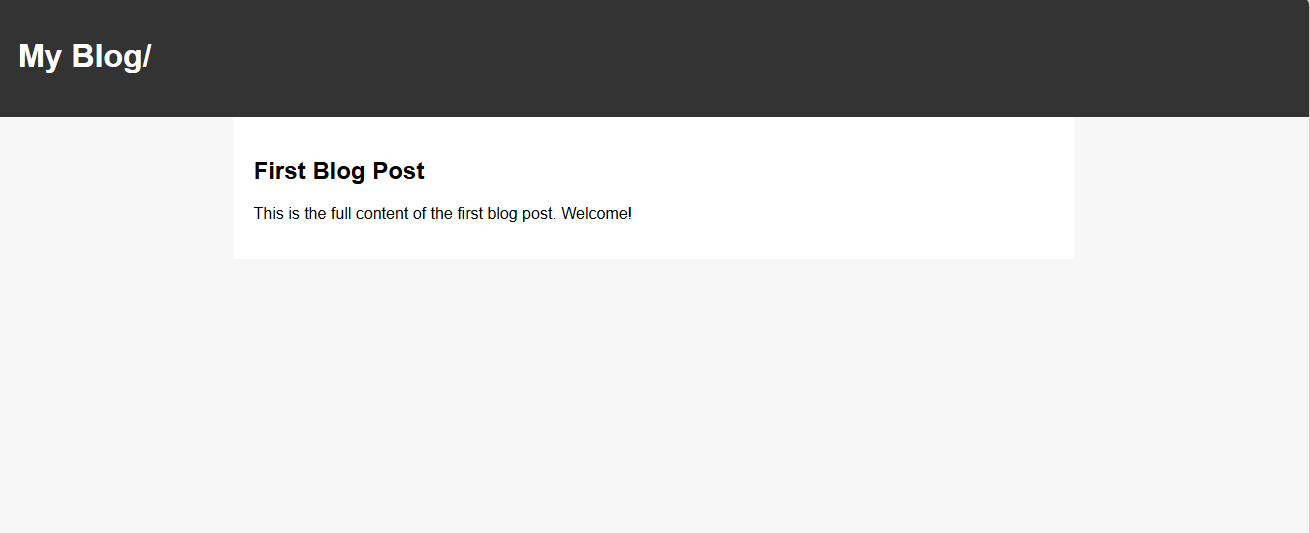 My Blog/
First Blog Post
This is the full content of the first blog post. Welcome!